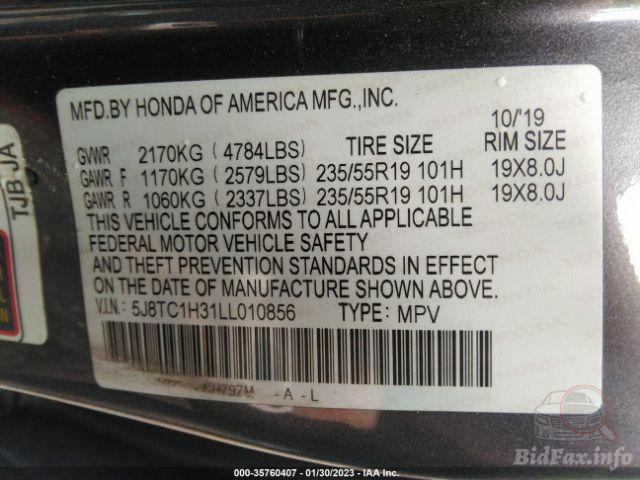 MFD.BY HONDA OF AMERICA MFG.,INC.
10/'19
GVWR 2170KG ( 4784LBS) TIRE SIZE RIM SIZE
GAWR F 1170KG ( 2579LBS) 235/55R19 101H 19X8.0J
GAWR R 1060KG ( 2337LBS) 235/55R19 101H 19X8.0J
THIS VEHICLE CONFORMS TO ALL APPLICABLE
FEDERAL MOTOR VEHICLE SAFETY
AND THEFT PREVENTION STANDARDS IN EFFECT
ON THE DATE OF MANUFACTURE SHOWN ABOVE.
V.I.N.: 5J8TC1H31LL010856 TYPE: MPV
- A - L
TJB JA
BidFax.info
000-35760407 - 01/30/2023 - IAA Inc.